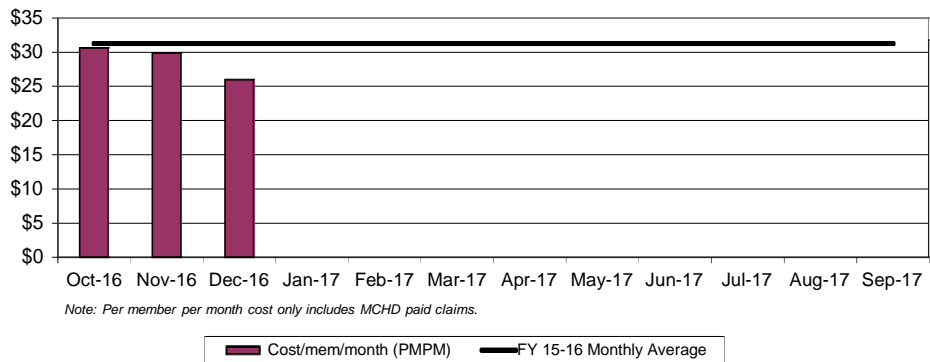 $35
$30
$25
$20
$15
$10
$5
$0
Oct-16 Nov-16 Dec-16 Jan-17 Feb-17 Mar-17 Apr-17 May-17 Jun-17 Jul-17 Aug-17 Sep-17
Note: Per member per month cost only includes MCHD paid claims.
Cost/mem/month (PMPM) FY 15-16 Monthly Average